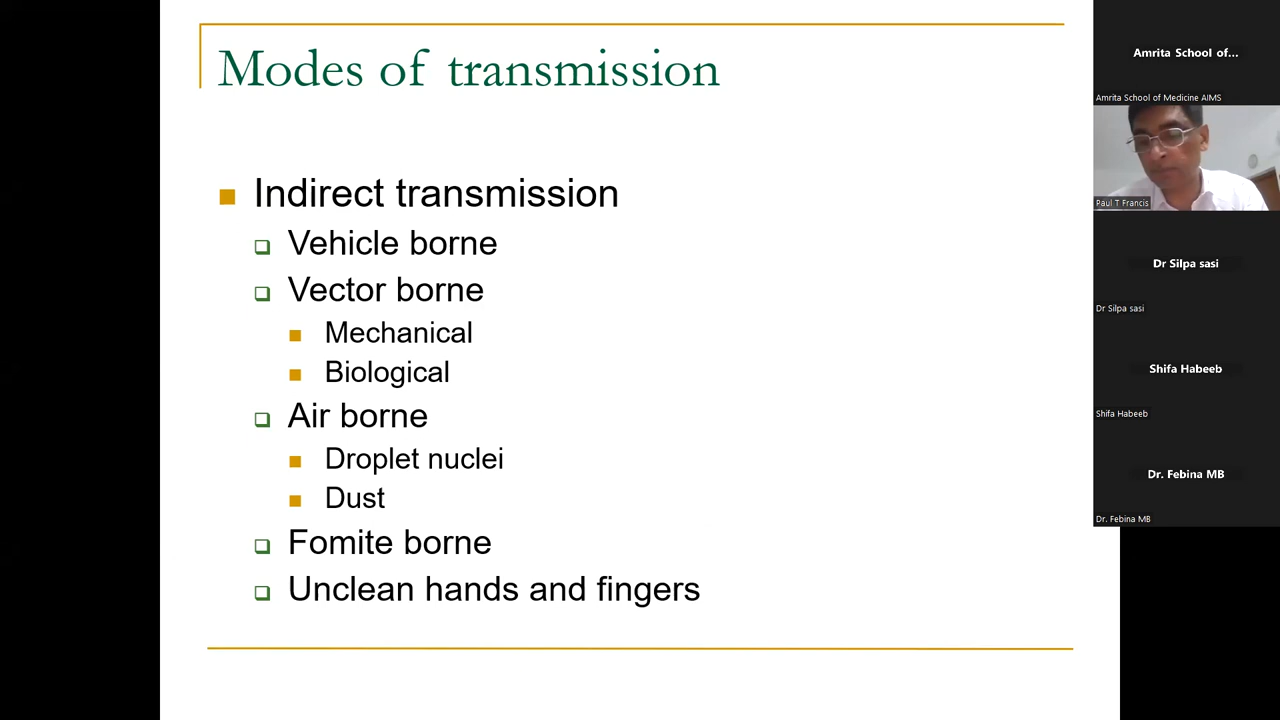 Modes of transmission
Indirect transmission
Vehicle borne
Vector borne
Mechanical
Biological
Air borne
Droplet nuclei
Dust
Fomite borne
Unclean hands and fingers
Amrita School of...
Amrita School of Medicine AIMS
Paul T Francis
Dr Silpa sasi
Dr Silpa sasi
Shifa Habeeb
Shifa Habeeb
Dr. Febina MB
Dr. Febina MB